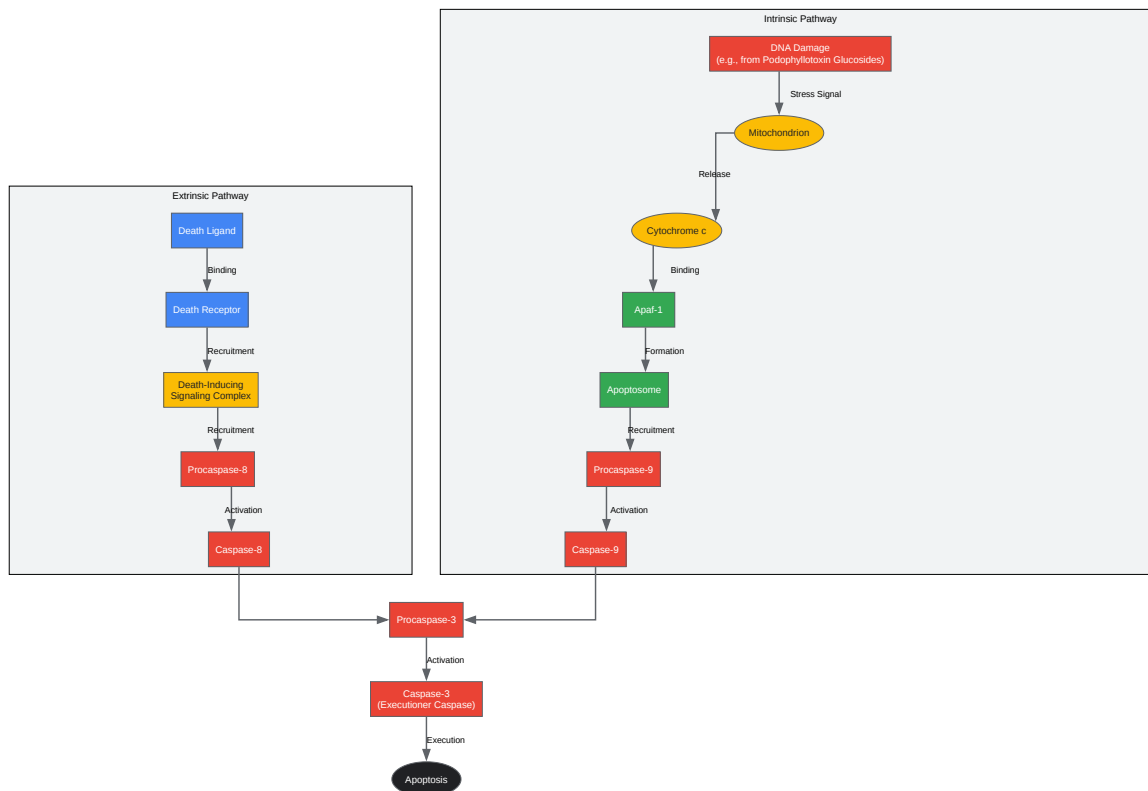 Intrinsic Pathway
DNA Damage
(e.g., from Podophyllotoxin Glucosides)
Stress Signal
Mitochondrion
Release
Cytochrome c
Binding
Apaf-1
Formation
Apoptosome
Recruitment
Procaspase-9
Activation
Caspase-9
Extrinsic Pathway
Death Ligand
Binding
Death Receptor
Recruitment
Death-Inducing
Signaling Complex
Recruitment
Procaspase-8
Activation
Caspase-8
Procaspase-3
Activation
Caspase-3
(Executioner Caspase)
Execution
Apoptosis